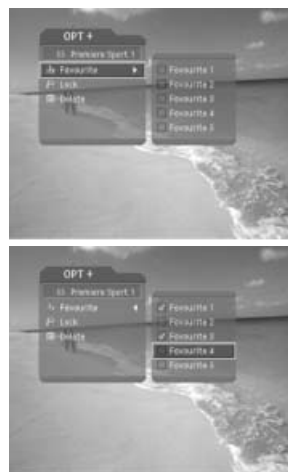 OPT +
Premiere Sport 1
Favourite
Lock
Delete
Favourite 1
Favourite 2
Favourite 3
Favourite 4
Favourite 5
OPT +
Premiere Sport 1
Favourite
Lock
Delete
Favourite 1
Favourite 2
Favourite 3
Favourite 4
Favourite 5